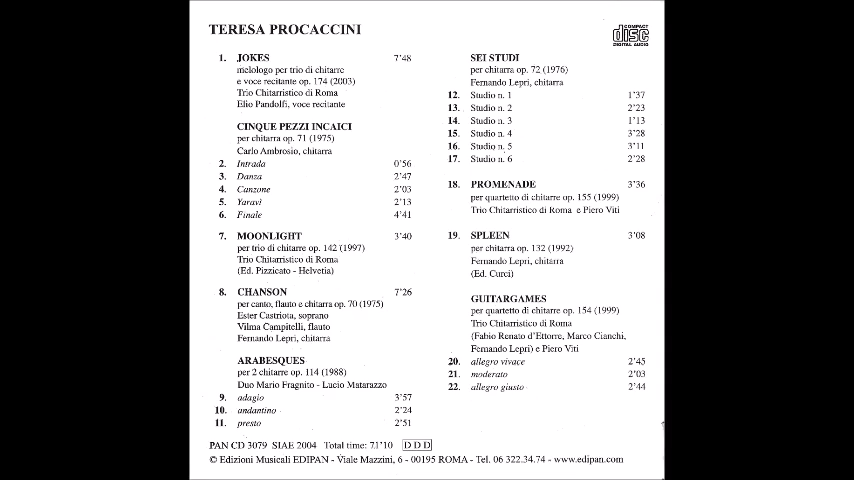 TERESA PROCACCINI
COMPACT
disc
DIGITAL AUDIO
1. JOKES 7'48
melologo per trio di chitarre
e voce recitante op. 174 (2003)
Trio Chitarristico di Roma
Elio Pandolfi, voce recitante
CINQUE PEZZI INCAICI
per chitarra op. 71 (1975)
Carlo Ambrosio, chitarra
2. Intrada 0'56
3. Danza 2'47
4. Canzone 2'03
5. Yaravì 2'13
6. Finale 4'41
7. MOONLIGHT 3'40
per trio di chitarre op. 142 (1997)
Trio Chitarristico di Roma
(Ed. Pizzicato - Helvetia)
8. CHANSON 7'26
per canto, flauto e chitarra op. 70 (1975)
Ester Castriota, soprano
Vilma Campitelli, flauto
Fernando Lepri, chitarra
ARABESQUES
per 2 chitarre op. 114 (1988)
Duo Mario Fragnito - Lucio Matarazzo
9. adagio 3'57
10. andantino 2'24
11. presto 2'51
SEI STUDI
per chitarra op. 72 (1976)
Fernando Lepri, chitarra
12. Studio n. 1 1'37
13. Studio n. 2 2'23
14. Studio n. 3 1'13
15. Studio n. 4 3'28
16. Studio n. 5 3'11
17. Studio n. 6 2'28
18. PROMENADE 3'36
per quartetto di chitarre op. 155 (1999)
Trio Chitarristico di Roma e Piero Viti
19. SPLEEN 3'08
per chitarra op. 132 (1992)
Fernando Lepri, chitarra
(Ed. Curci)
GUITARGAMES
per quartetto di chitarre op. 154 (1999)
Trio Chitarristico di Roma
(Fabio Renato d'Ettorre, Marco Cianchi,
Fernando Lepri) e Piero Viti
20. allegro vivace 2'45
21. moderato 2'03
22. allegro giusto 2'44
PAN CD 3079 SIAE 2004 Total time: 71'10 DDD
© Edizioni Musicali EDIPAN - Viale Mazzini, 6 - 00195 ROMA - Tel. 06 322.34.74 - www.edipan.com